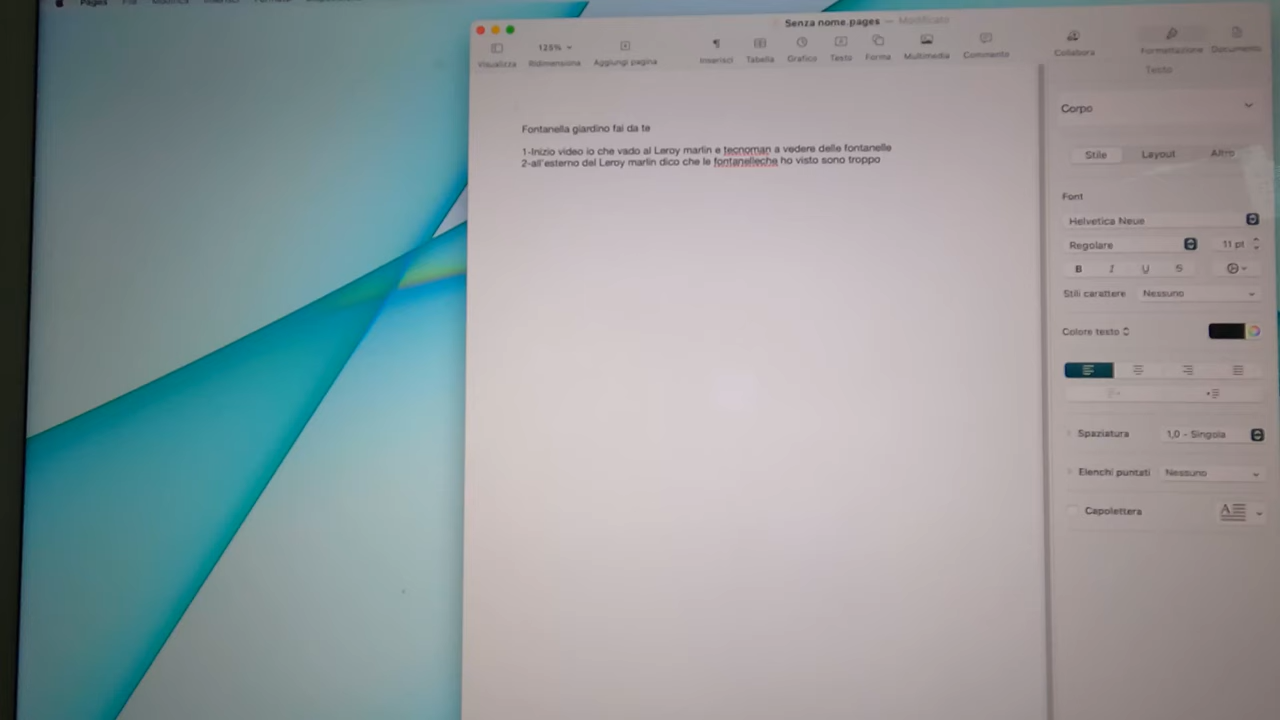 Pages
Senza nome.pages — Modificato
125%
Visualizza
Ridimensiona
Aggiungi pagina
Inserisci
Tabella
Grafico
Testo
Forma
Multimedia
Commento
Collabora
Formattazione
Documento
Testo
Corpo
Stile
Layout
Altro
Font
Helvetica Neue
Regolare
11 pt
B I U S
Stili carattere
Nessuno
Colore testo
Spaziatura
1,0 - Singola
Elenchi puntati
Nessuno
Capolettera
Fontanella giardino fai da te
1-Inizio video io che vado al Leroy marlin e tecnoman a vedere delle fontanelle
2-all'esterno del Leroy marlin dico che le fontanelleche ho visto sono troppo